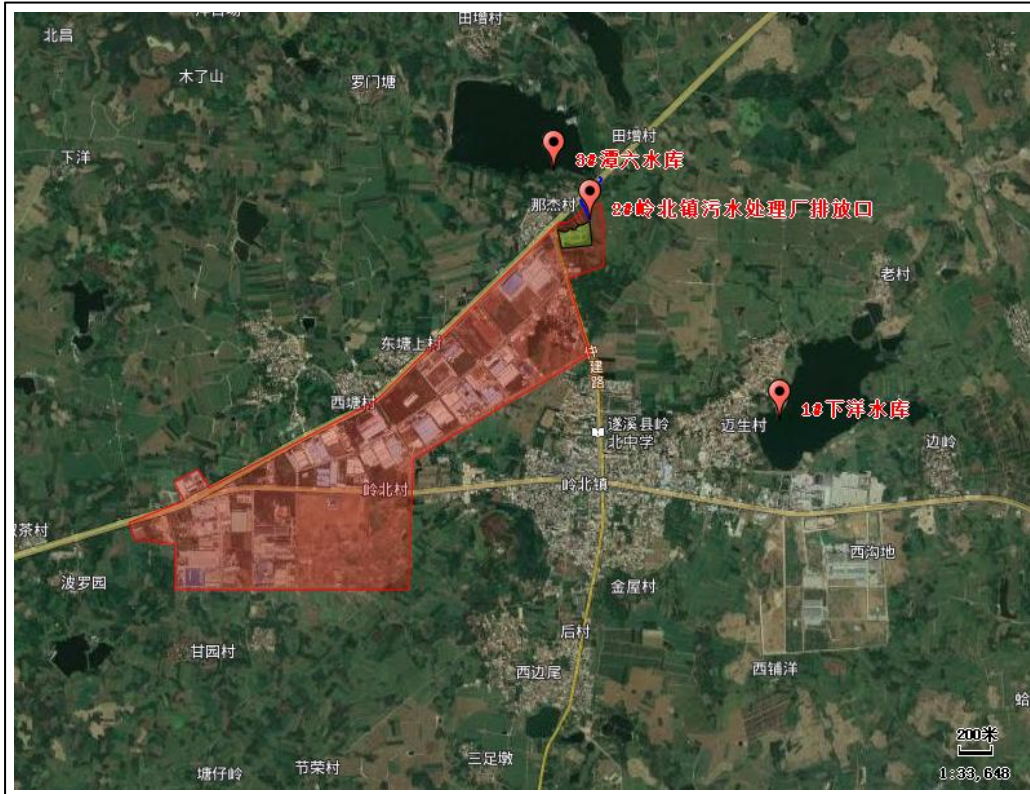 田增村
北昌
木了山
罗门塘
田增村
下洋
3#潭六水库
那杰村
2#岭北镇污水处理厂排放口
老村
东塘上村
仲建路
西塘村
1#下洋水库
遂溪县岭
北中学
迈生村
边岭
岭北村
岭北镇
茶村
西沟地
波罗园
金屋村
后村
甘园村
西边尾
西铺洋
蛤
三足墩
节荣村
塘仔岭
200米
1:33,648